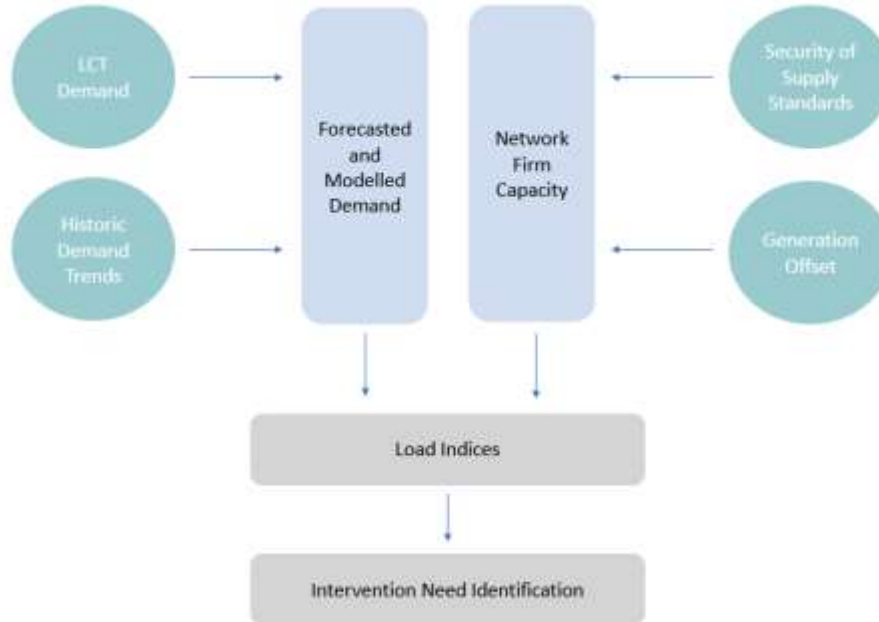 LCT
Demand
Historic
Demand
Trends
Forecasted
and
Modelled
Demand
Network
Firm
Capacity
Security of
Supply
Standards
Generation
Offset
Load Indices
Intervention Need Identification